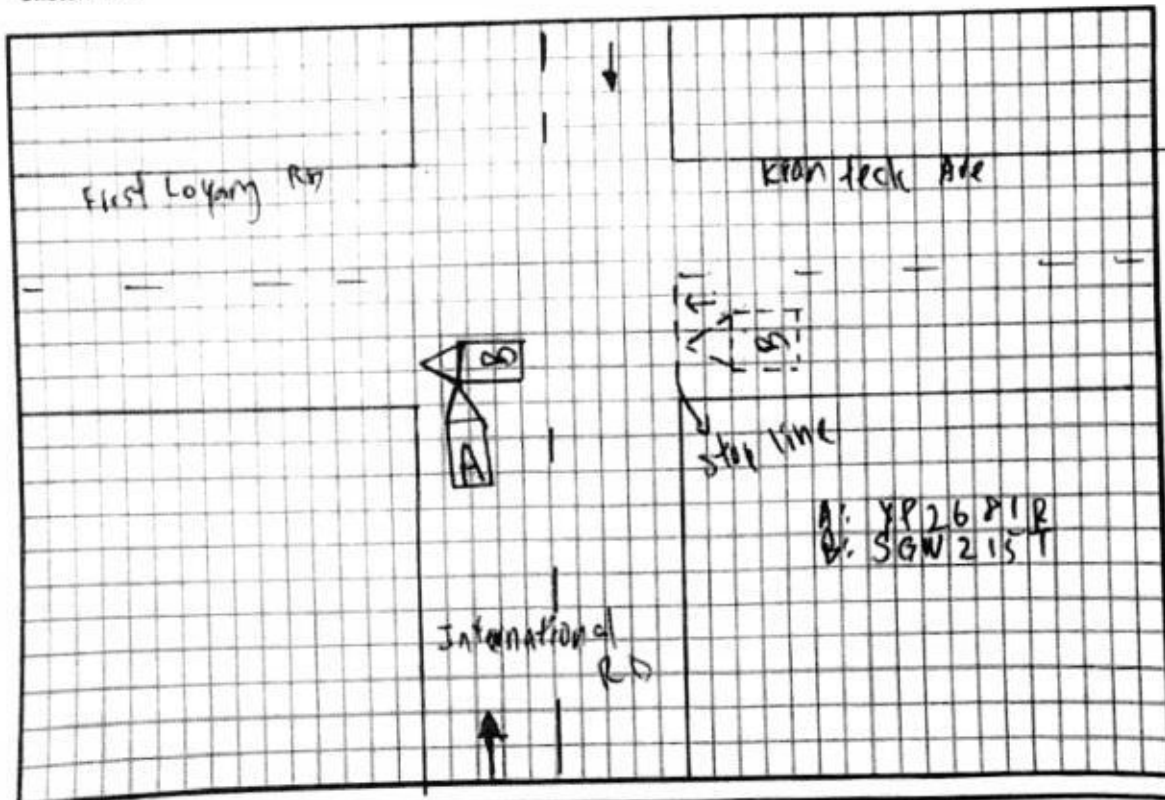 First Loyang RD
Kian Teck Ave
B
B
A
stop line
A: YP2681R
B: SGW215T
International
RD